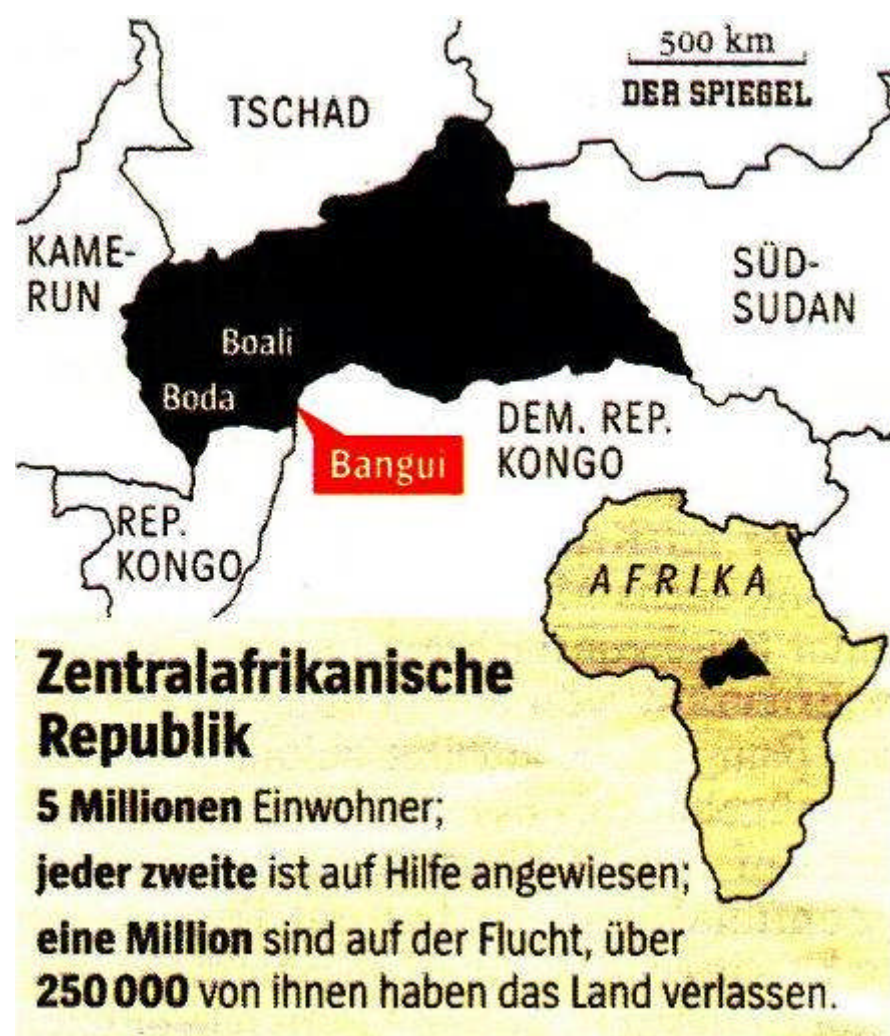 500 km
DER SPIEGEL
TSCHAD
KAME-
RUN
SÜD-
SUDAN
Boali
Boda
DEM. REP.
KONGO
Bangui
REP.
KONGO
AFRIKA
Zentralafrikanische
Republik
5 Millionen Einwohner;
jeder zweite ist auf Hilfe angewiesen;
eine Million sind auf der Flucht, über
250 000 von ihnen haben das Land verlassen.